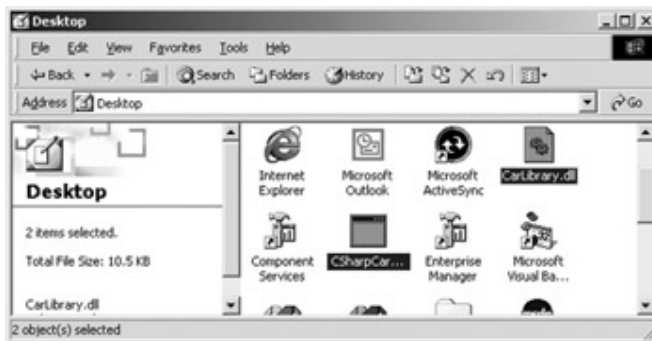 Desktop
File Edit View Favorites Tools Help
Back Search Folders History
Address Desktop Go
Desktop
2 items selected.
Total File Size: 10.5 KB
CarLibrary.dll
Internet Explorer
Microsoft Outlook
Microsoft ActiveSync
CarLibrary.dll
Component Services
CSharpCar...
Enterprise Manager
Microsoft Visual Ba...
2 object(s) selected